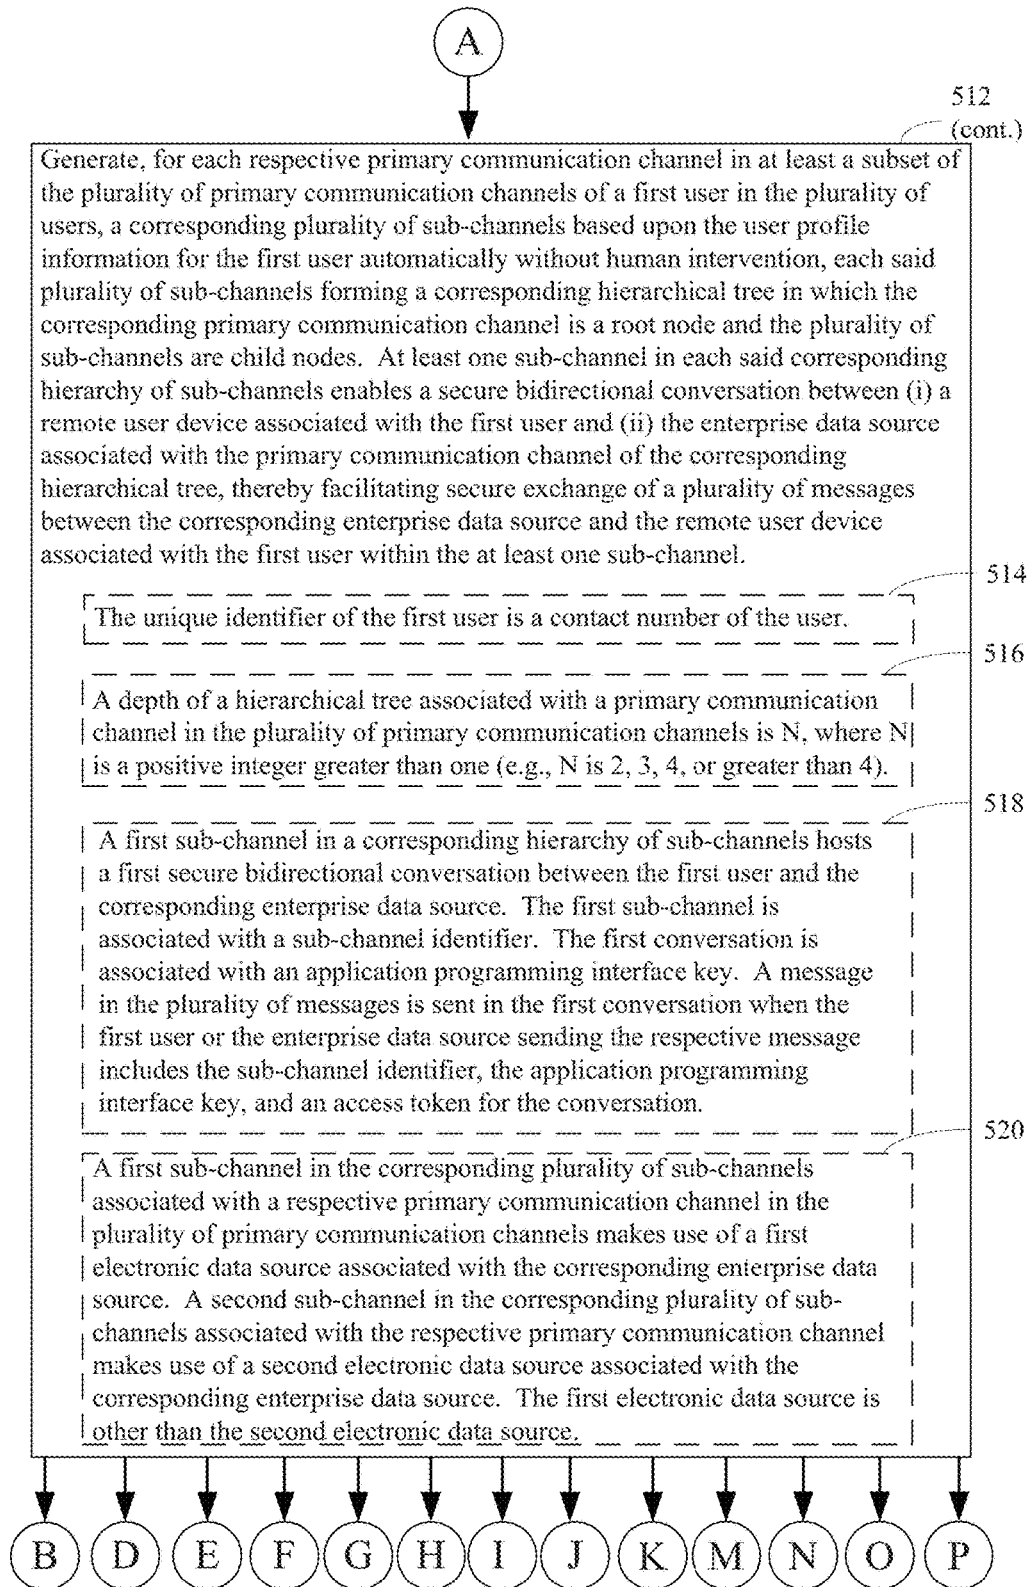 A
512
(cont.)
Generate, for each respective primary communication channel in at least a subset of
the plurality of primary communication channels of a first user in the plurality of
users, a corresponding plurality of sub-channels based upon the user profile
information for the first user automatically without human intervention, each said
plurality of sub-channels forming a corresponding hierarchical tree in which the
corresponding primary communication channel is a root node and the plurality of
sub-channels are child nodes.  At least one sub-channel in each said corresponding
hierarchy of sub-channels enables a secure bidirectional conversation between (i) a
remote user device associated with the first user and (ii) the enterprise data source
associated with the primary communication channel of the corresponding
hierarchical tree, thereby facilitating secure exchange of a plurality of messages
between the corresponding enterprise data source and the remote user device
associated with the first user within the at least one sub-channel.
514
The unique identifier of the first user is a contact number of the user.
516
A depth of a hierarchical tree associated with a primary communication
channel in the plurality of primary communication channels is N, where N
is a positive integer greater than one (e.g., N is 2, 3, 4, or greater than 4).
518
A first sub-channel in a corresponding hierarchy of sub-channels hosts
a first secure bidirectional conversation between the first user and the
corresponding enterprise data source.  The first sub-channel is
associated with a sub-channel identifier.  The first conversation is
associated with an application programming interface key.  A message
in the plurality of messages is sent in the first conversation when the
first user or the enterprise data source sending the respective message
includes the sub-channel identifier, the application programming
interface key, and an access token for the conversation.
520
A first sub-channel in the corresponding plurality of sub-channels
associated with a respective primary communication channel in the
plurality of primary communication channels makes use of a first
electronic data source associated with the corresponding enterprise data
source.  A second sub-channel in the corresponding plurality of sub-
channels associated with the respective primary communication channel
makes use of a second electronic data source associated with the
corresponding enterprise data source.  The first electronic data source is
other than the second electronic data source.
B D E F G H I J K M N O P